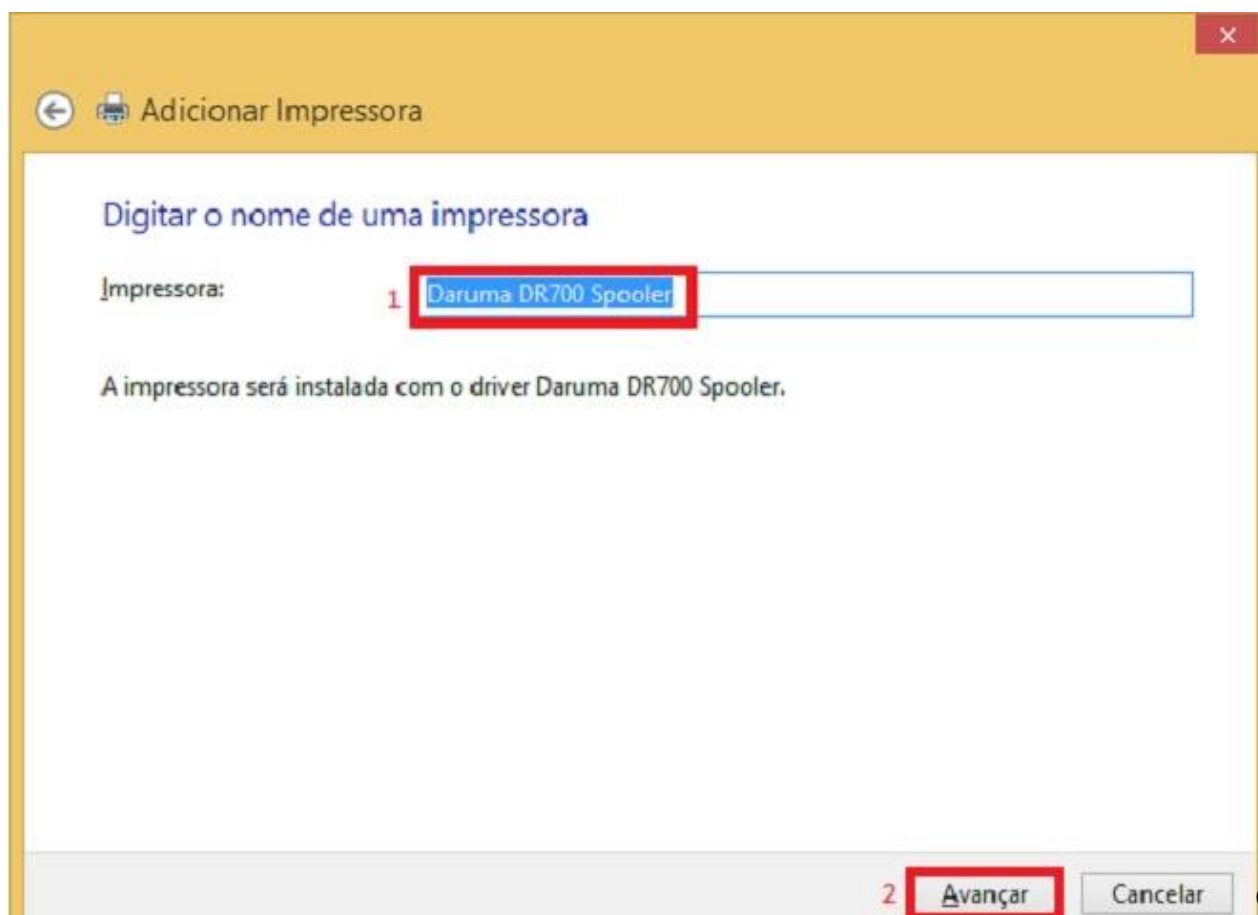 Adicionar Impressora
Digitar o nome de uma impressora
Impressora: 1 Daruma DR700 Spooler
A impressora será instalada com o driver Daruma DR700 Spooler.
2 Avançar Cancelar